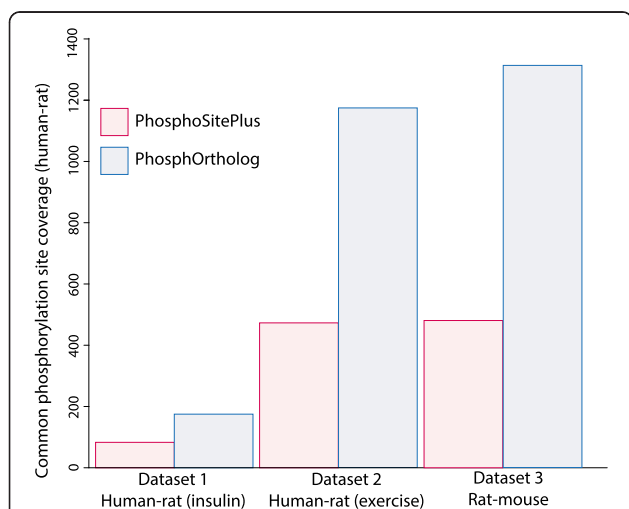 Common phosphorylation site coverage (human-rat)
1400
1200
1000
800
600
400
200
0
PhosphoSitePlus
PhosphOrtholog
Dataset 1
Human-rat (insulin)
Dataset 2
Human-rat (exercise)
Dataset 3
Rat-mouse